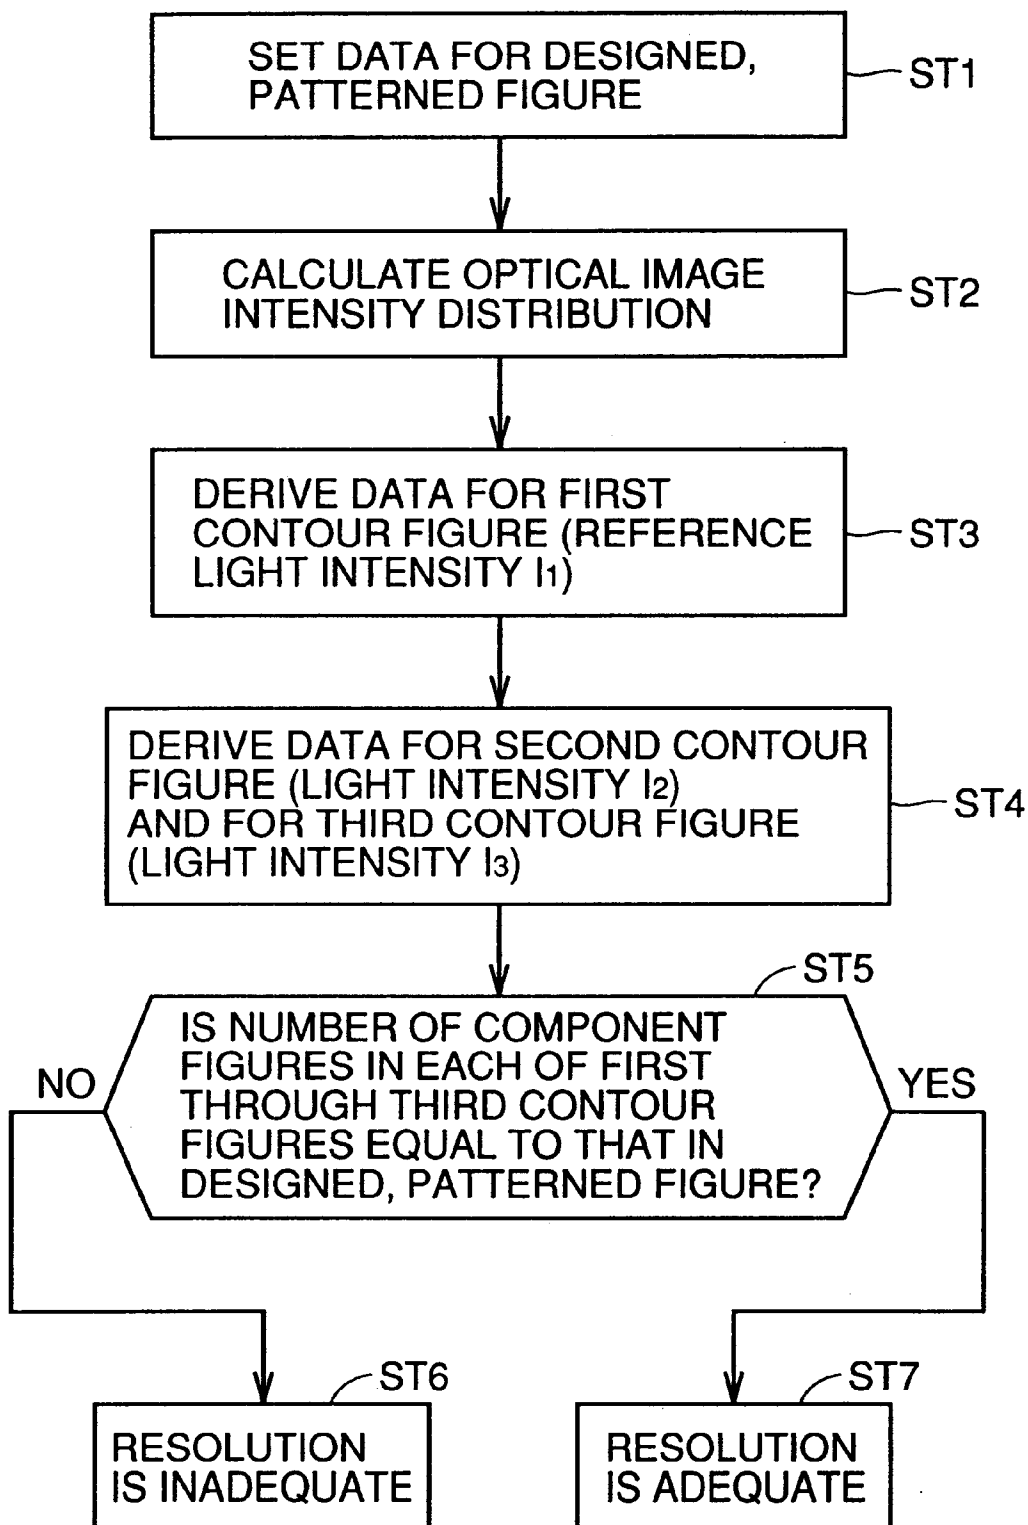 SET DATA FOR DESIGNED,
PATTERNED FIGURE
ST1
CALCULATE OPTICAL IMAGE
INTENSITY DISTRIBUTION
ST2
DERIVE DATA FOR FIRST
CONTOUR FIGURE (REFERENCE
LIGHT INTENSITY I1)
ST3
DERIVE DATA FOR SECOND CONTOUR
FIGURE (LIGHT INTENSITY I2)
AND FOR THIRD CONTOUR FIGURE
(LIGHT INTENSITY I3)
ST4
ST5
IS NUMBER OF COMPONENT
FIGURES IN EACH OF FIRST
THROUGH THIRD CONTOUR
FIGURES EQUAL TO THAT IN
DESIGNED, PATTERNED FIGURE?
NO
YES
ST6
RESOLUTION
IS INADEQUATE
ST7
RESOLUTION
IS ADEQUATE